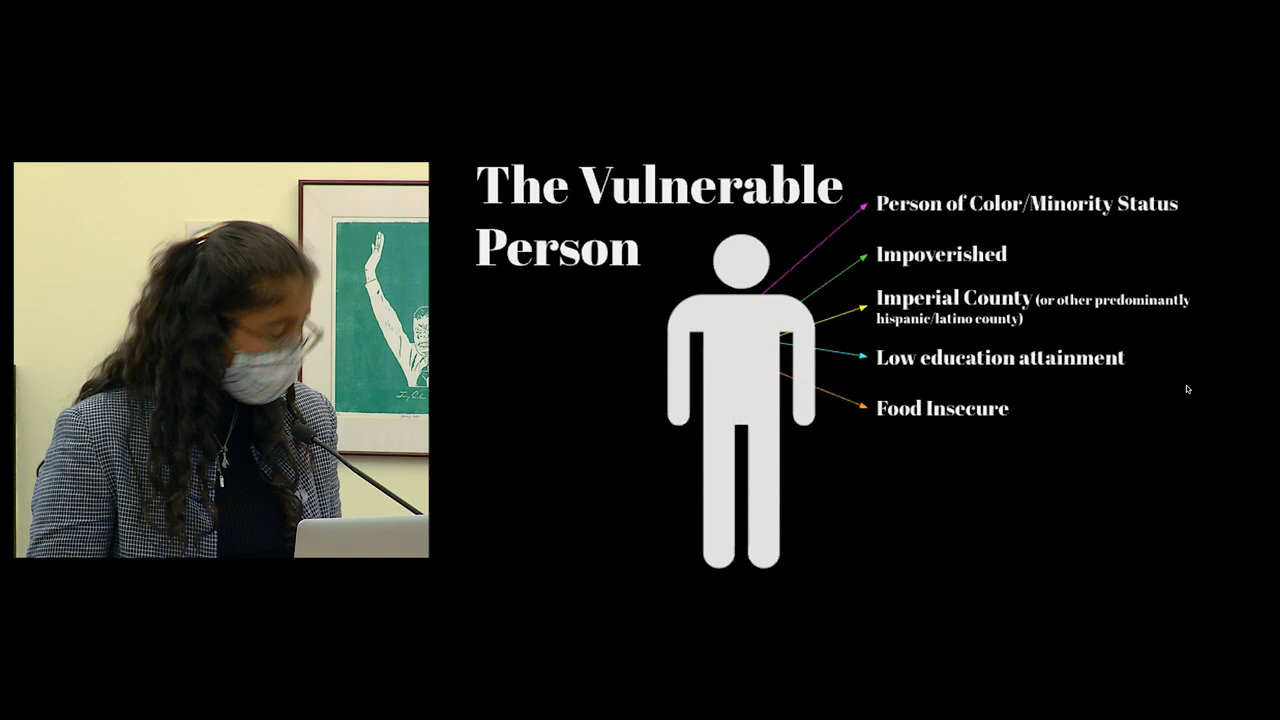 The Vulnerable
Person
Person of Color/Minority Status
Impoverished
Imperial County (or other predominantly
hispanic/latino county)
Low education attainment
Food Insecure